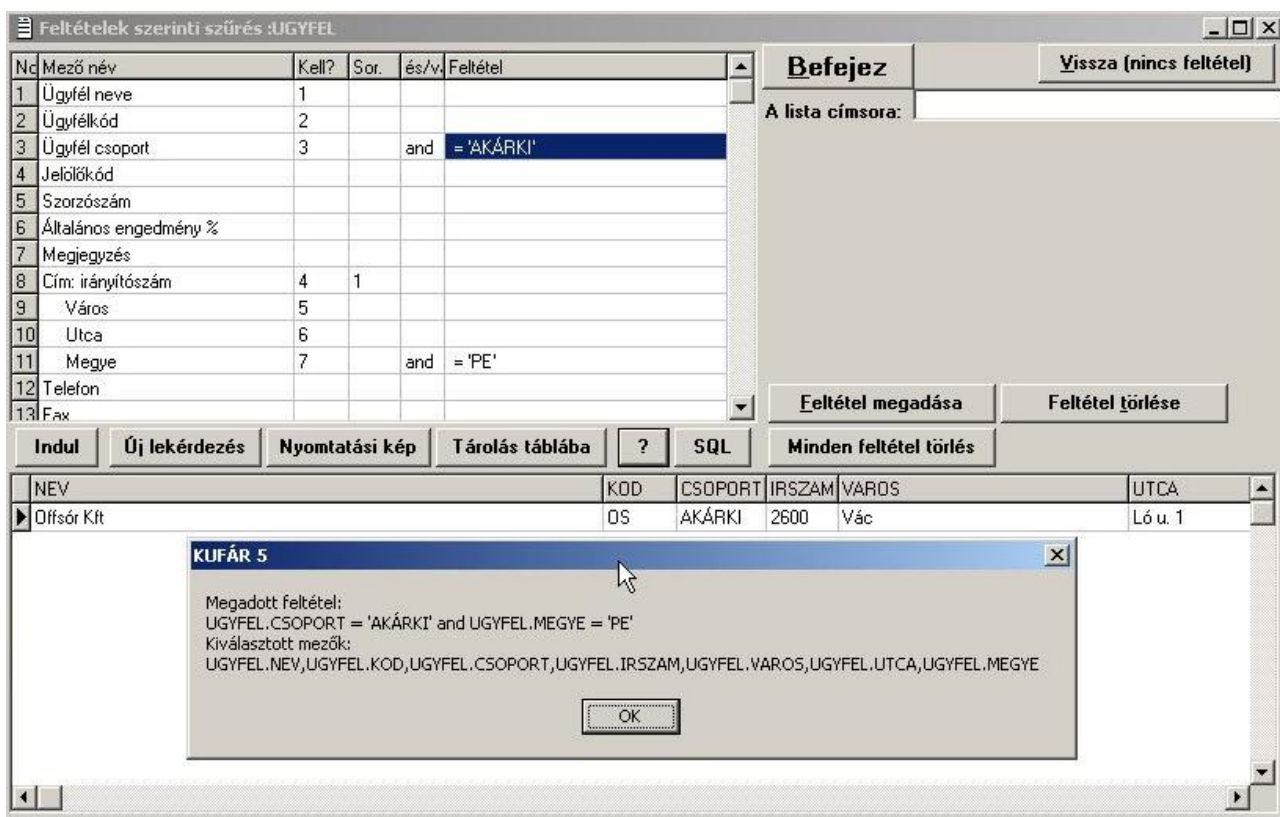 Feltételek szerinti szűrés :UGYFEL
No Mező név Kell? Sor. és/v. Feltétel
1 Ügyfél neve 1
2 Ügyfélkód 2
3 Ügyfél csoport 3 and = 'AKÁRKI'
4 Jelölőkód
5 Szorzószám
6 Általános engedmény %
7 Megjegyzés
8 Cím: irányítószám 4 1
9 Város 5
10 Utca 6
11 Megye 7 and = 'PE'
12 Telefon
13 Fax
Befejez Vissza (nincs feltétel)
A lista címsora:
Feltétel megadása Feltétel törlése
Indul Új lekérdezés Nyomtatási kép Tárolás táblába ? SQL Minden feltétel törlés
NEV KOD CSOPORT IRSZAM VAROS UTCA
Offsór Kft OS AKÁRKI 2600 Vác Ló u. 1
KUFÁR 5
Megadott feltétel:
UGYFEL.CSOPORT = 'AKÁRKI' and UGYFEL.MEGYE = 'PE'
Kiválasztott mezők:
UGYFEL.NEV,UGYFEL.KOD,UGYFEL.CSOPORT,UGYFEL.IRSZAM,UGYFEL.VAROS,UGYFEL.UTCA,UGYFEL.MEGYE
OK